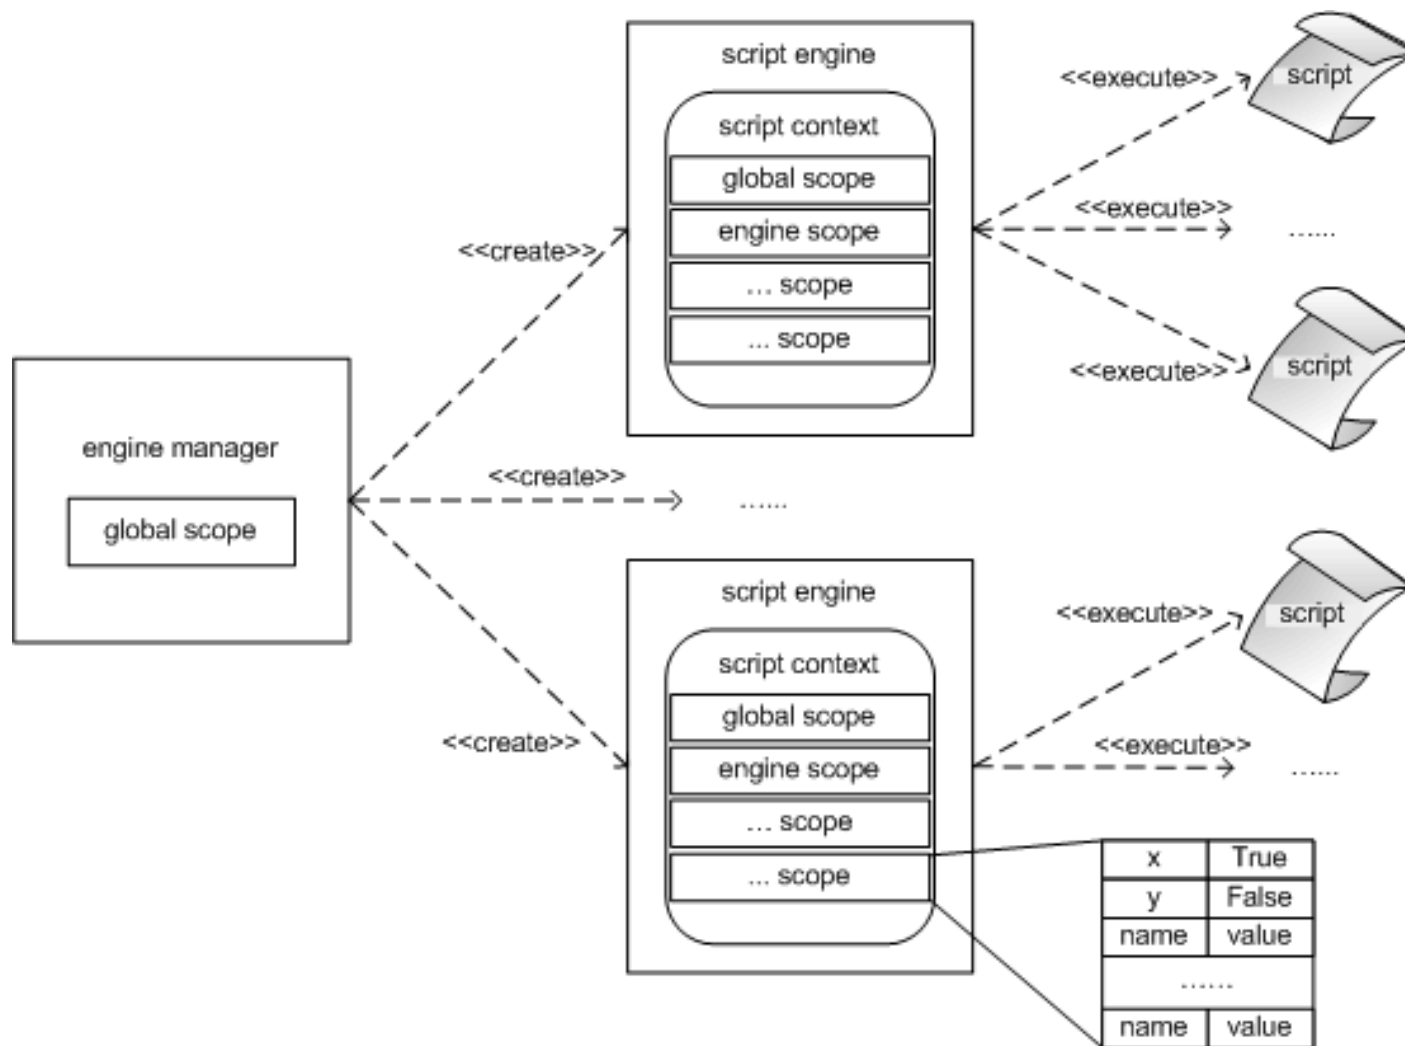 script engine
script context
global scope
engine scope
... scope
... scope
<<execute>>
script
<<execute>>
......
<<execute>>
script
<<create>>
engine manager
global scope
<<create>>
......
<<create>>
script engine
script context
global scope
engine scope
... scope
... scope
<<execute>>
script
<<execute>>
......
x True
y False
name value
......
name value